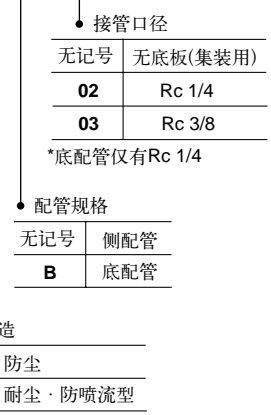 接管口径
无记号 无底板(集装用)
02 Rc 1/4
03 Rc 3/8
*底配管仅有Rc 1/4
配管规格
无记号 侧配管
B 底配管
造
防尘
耐尘·防喷流型